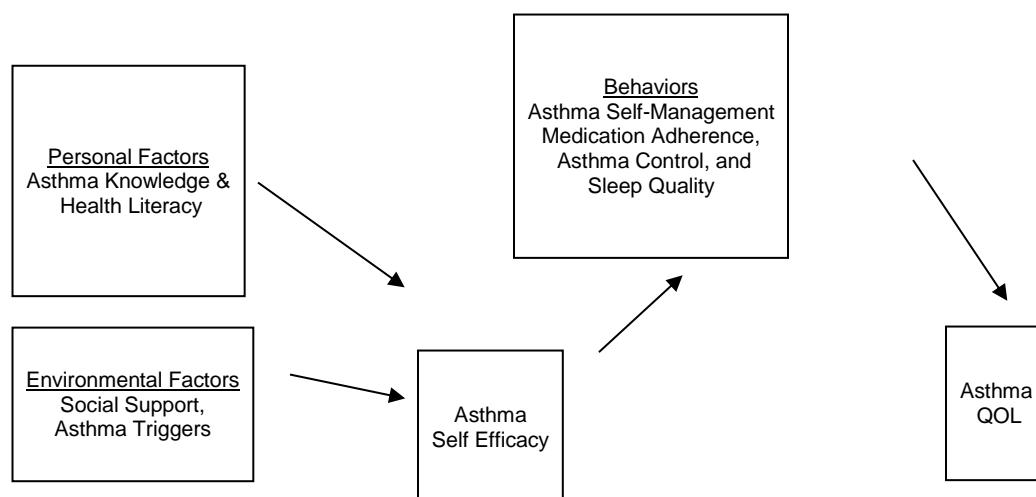 Personal Factors
Asthma Knowledge &
Health Literacy
Environmental Factors
Social Support,
Asthma Triggers
Asthma
Self Efficacy
Behaviors
Asthma Self-Management
Medication Adherence,
Asthma Control, and
Sleep Quality
Asthma
QOL